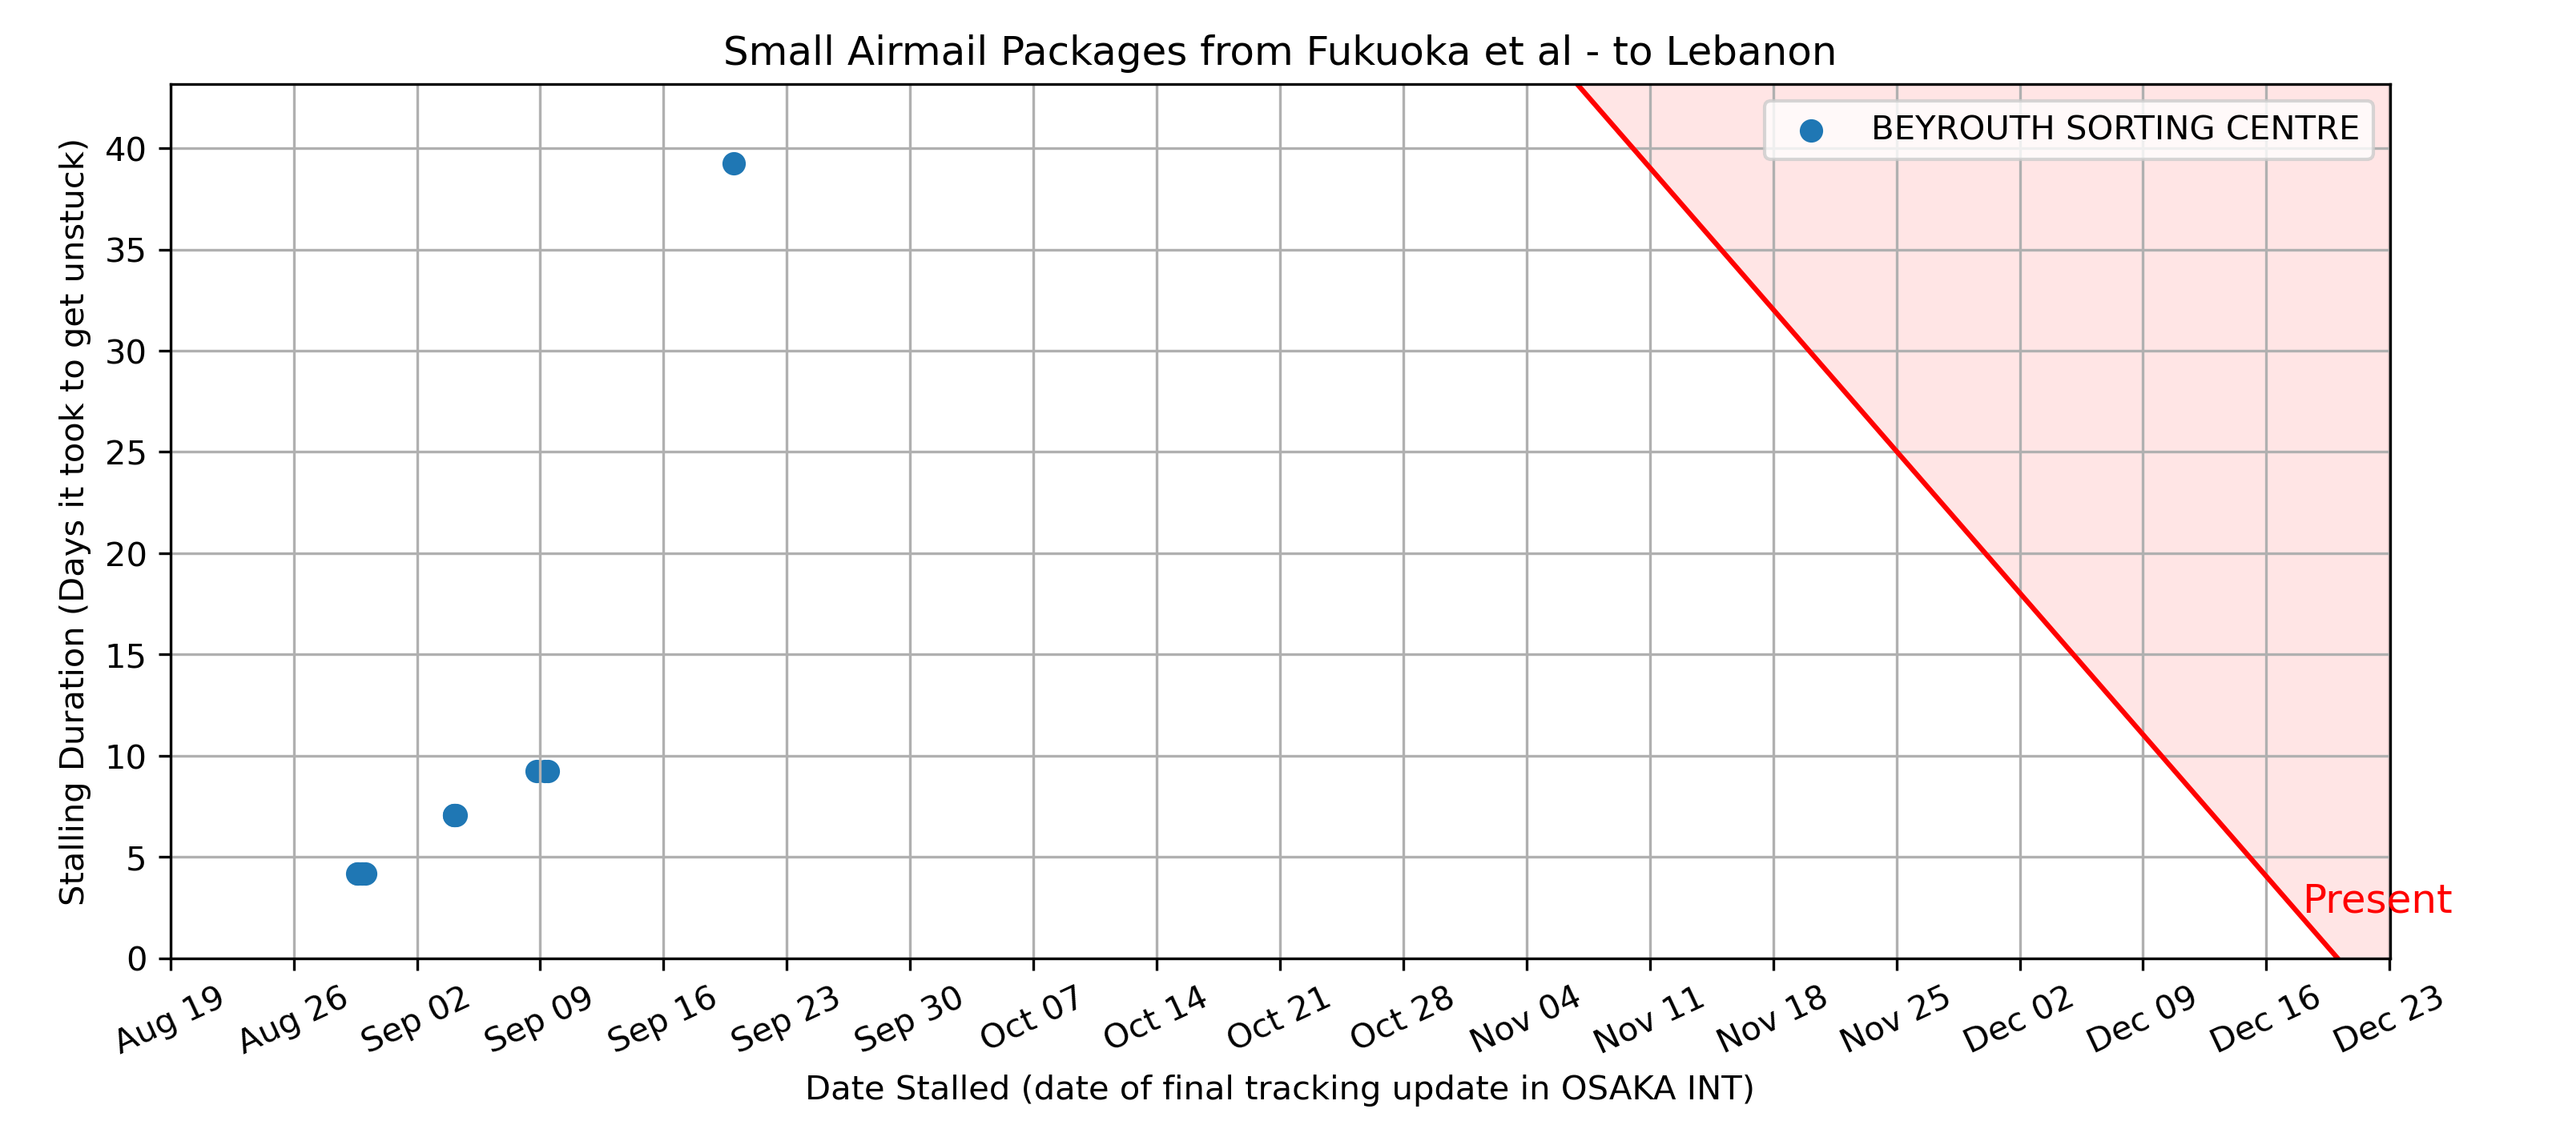 Small Airmail Packages from Fukuoka et al - to Lebanon
BEYROUTH SORTING CENTRE
Stalling Duration (Days it took to get unstuck)
40
35
30
25
20
15
10
5
0
Present
Aug 19
Aug 26
Sep 02
Sep 09
Sep 16
Sep 23
Sep 30
Oct 07
Oct 14
Oct 21
Oct 28
Nov 04
Nov 11
Nov 18
Nov 25
Dec 02
Dec 09
Dec 16
Dec 23
Date Stalled (date of final tracking update in OSAKA INT)